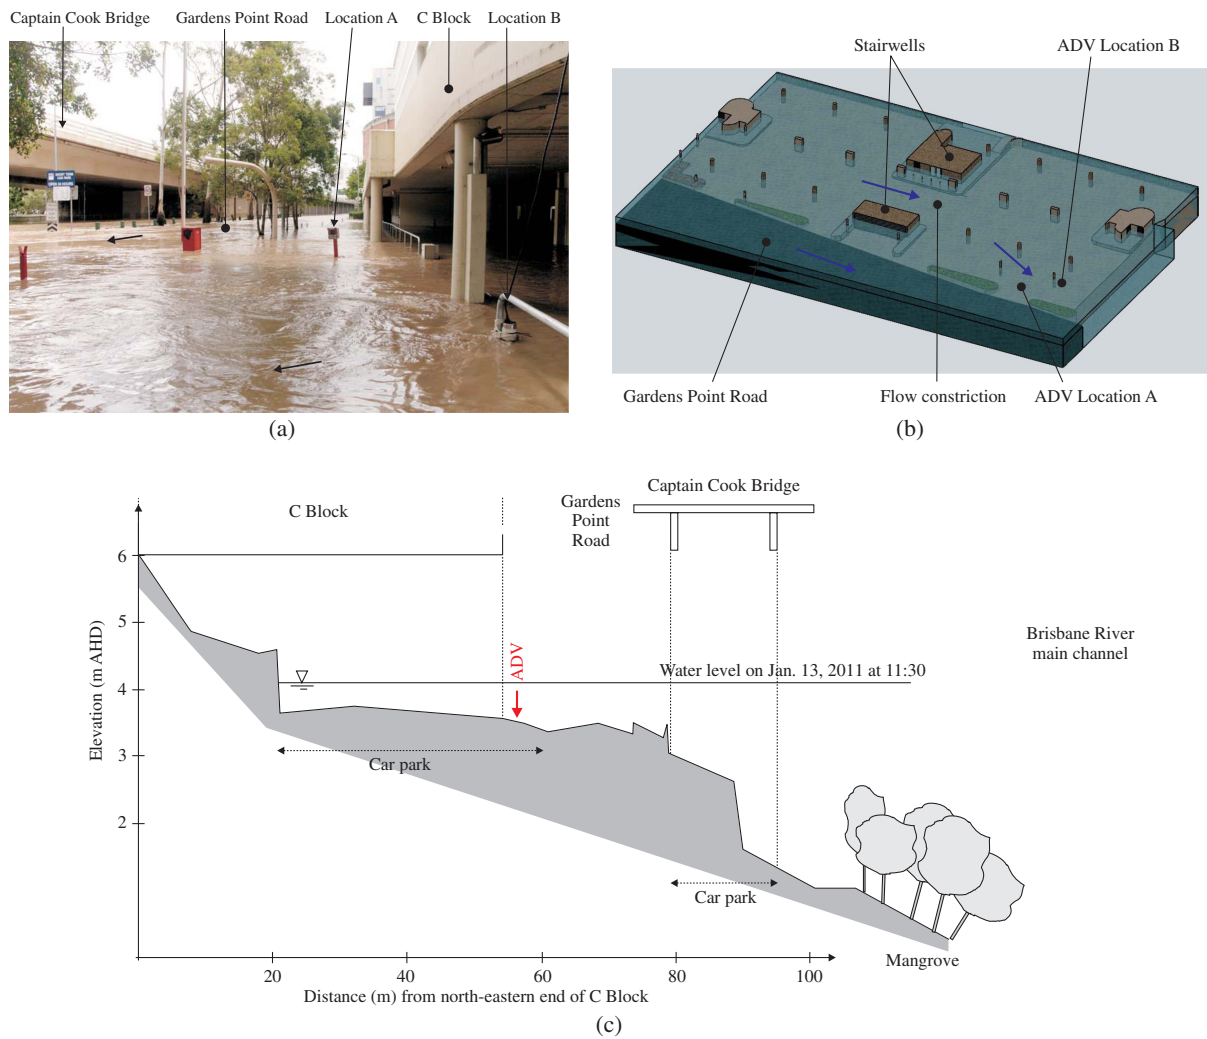 Captain Cook Bridge Gardens Point Road Location A C Block Location B
(a)
Stairwells ADV Location B
Gardens Point Road Flow constriction ADV Location A
(b)
C Block
Captain Cook Bridge
Gardens
Point
Road
Brisbane River
main channel
ADV
Water level on Jan. 13, 2011 at 11:30
Elevation (m AHD)
6
5
4
3
2
Car park
Car park
Mangrove
20 40 60 80 100
Distance (m) from north-eastern end of C Block
(c)